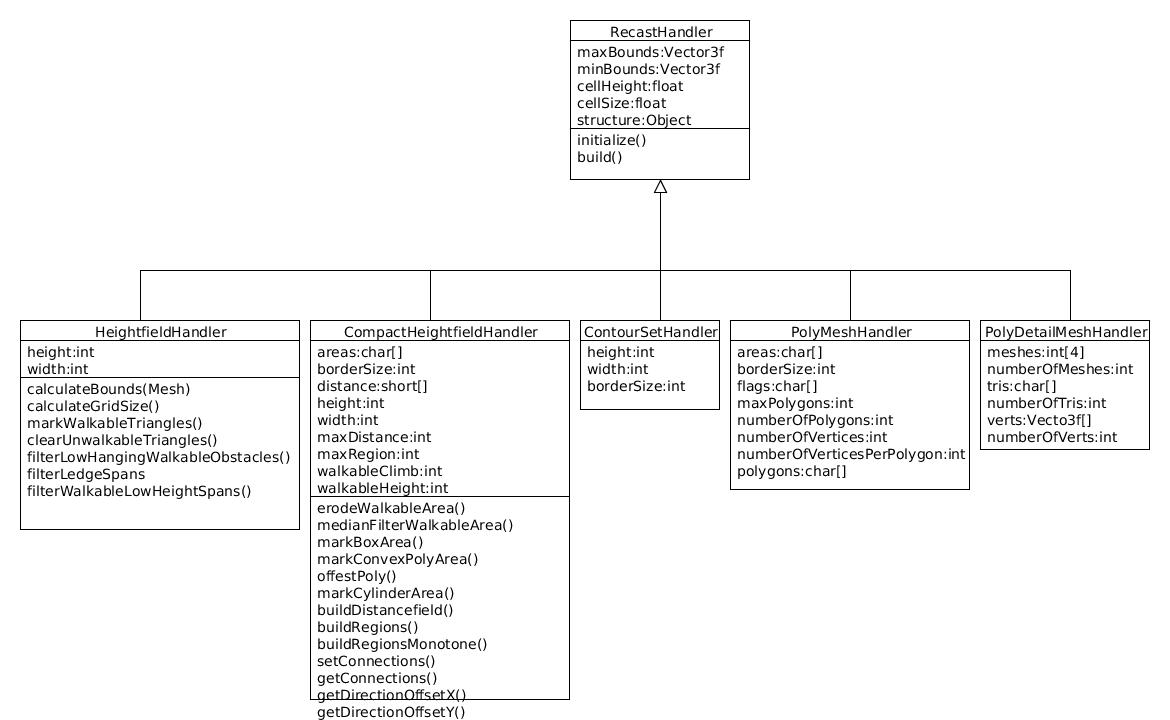 RecastHandler
maxBounds:Vector3f
minBounds:Vector3f
cellHeight:float
cellSize:float
structure:Object
initialize()
build()
HeightfieldHandler
height:int
width:int
calculateBounds(Mesh)
calculateGridSize()
markWalkableTriangles()
clearUnwalkableTriangles()
filterLowHangingWalkableObstacles()
filterLedgeSpans
filterWalkableLowHeightSpans()
CompactHeightfieldHandler
areas:char[]
borderSize:int
distance:short[]
height:int
width:int
maxDistance:int
maxRegion:int
walkableClimb:int
walkableHeight:int
erodeWalkableArea()
medianFilterWalkableArea()
markBoxArea()
markConvexPolyArea()
offestPoly()
markCylinderArea()
buildDistancefield()
buildRegions()
buildRegionsMonotone()
setConnections()
getConnections()
getDirectionOffsetX()
getDirectionOffsetY()
ContourSetHandler
height:int
width:int
borderSize:int
PolyMeshHandler
areas:char[]
borderSize:int
flags:char[]
maxPolygons:int
numberOfPolygons:int
numberOfVertices:int
numberOfVerticesPerPolygon:int
polygons:char[]
PolyDetailMeshHandler
meshes:int[4]
numberOfMeshes:int
tris:char[]
numberOfTris:int
verts:Vecto3f[]
numberOfVerts:int